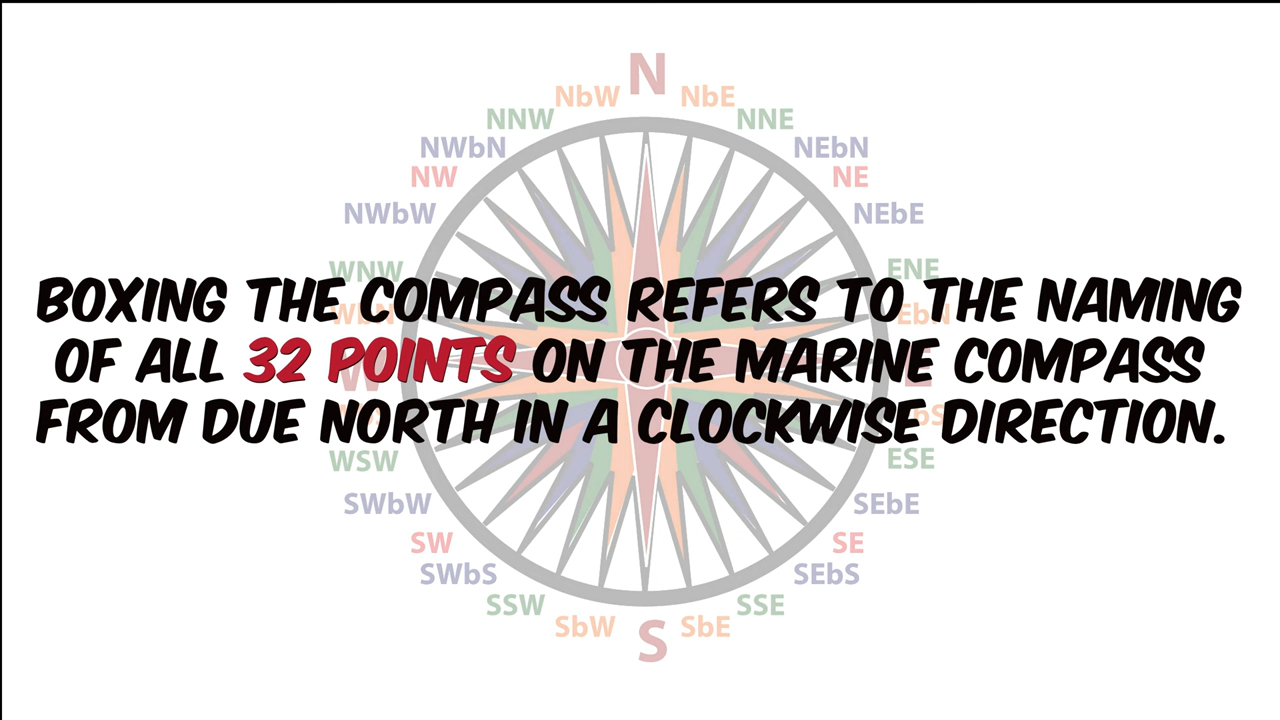 N
NbW NbE
NNW NNE
NWbN NEbN
NW NE
NWbW NEbE
WNW ENE
WbN EbN
BOXING THE COMPASS REFERS TO THE NAMING
OF ALL 32 POINTS ON THE MARINE COMPASS
FROM DUE NORTH IN A CLOCKWISE DIRECTION.
W
WSW ESE
SWbW SEbE
SW SE
SWbS SEbS
SSW SSE
SbW SbE
S